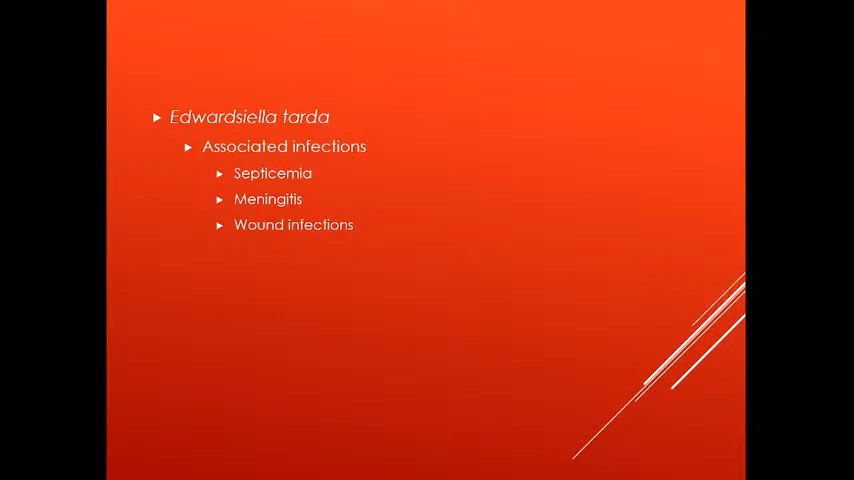 Edwardsiella tarda
Associated infections
Septicemia
Meningitis
Wound infections